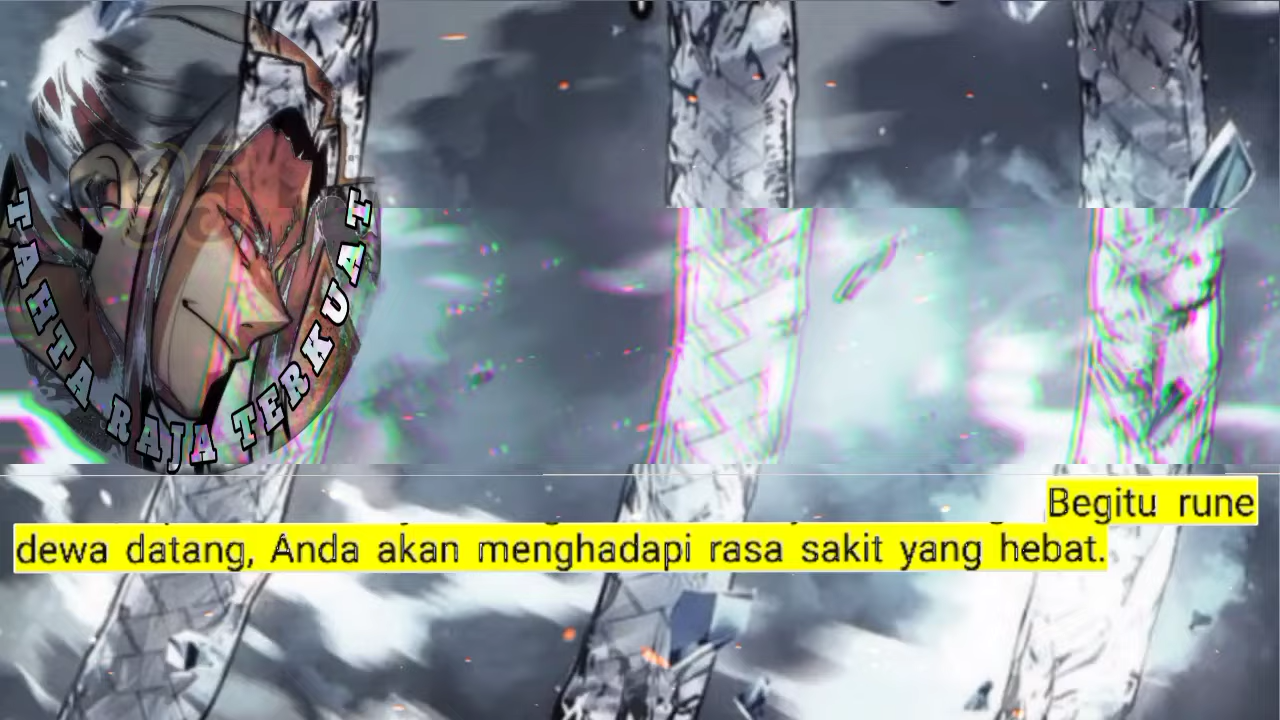 TAHTA RAJA TERKUAT
Begitu rune
dewa datang, Anda akan menghadapi rasa sakit yang hebat.